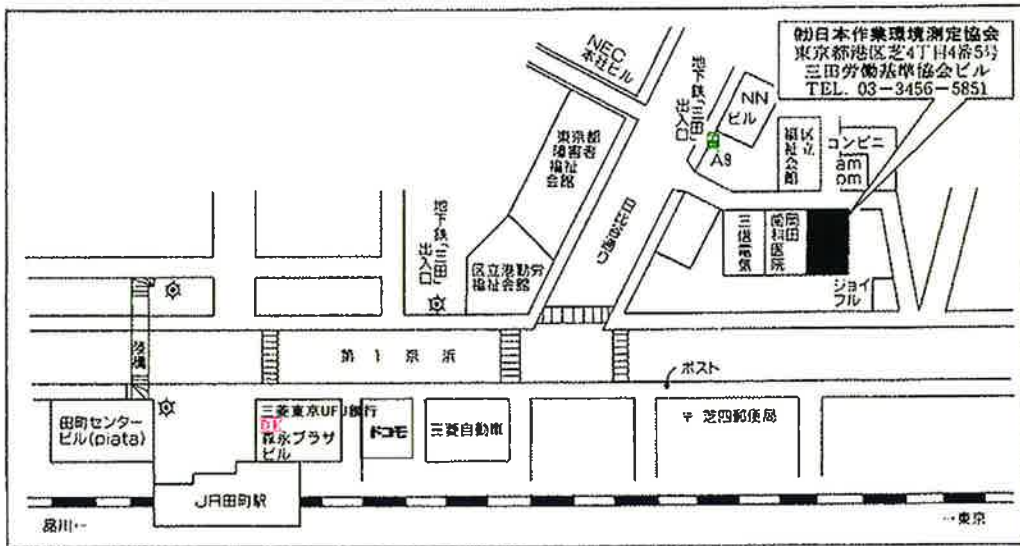 ㈶日本作業環境測定協会
東京都港区芝4丁目4番5号
三田労働基準協会ビル
TEL. 03-3456-5851
NEC
本社ビル
地下鉄「三田」
出入口
NN
ビル
A9
区立
福祉会館
コンビニ
am
pm
東京都
障害者
福祉
会館
日比谷通り
三信電気
岡田
歯科医院
ジョイ
フル
地下鉄「三田」
出入口
区立港勤労
福祉会館
陸橋
第1京浜
ポスト
田町センター
ビル(piata)
三菱東京UFJ銀行
森永プラザ
ビル
ドコモ
三菱自動車
〒 芝四郵便局
JR田町駅
品川←
→東京